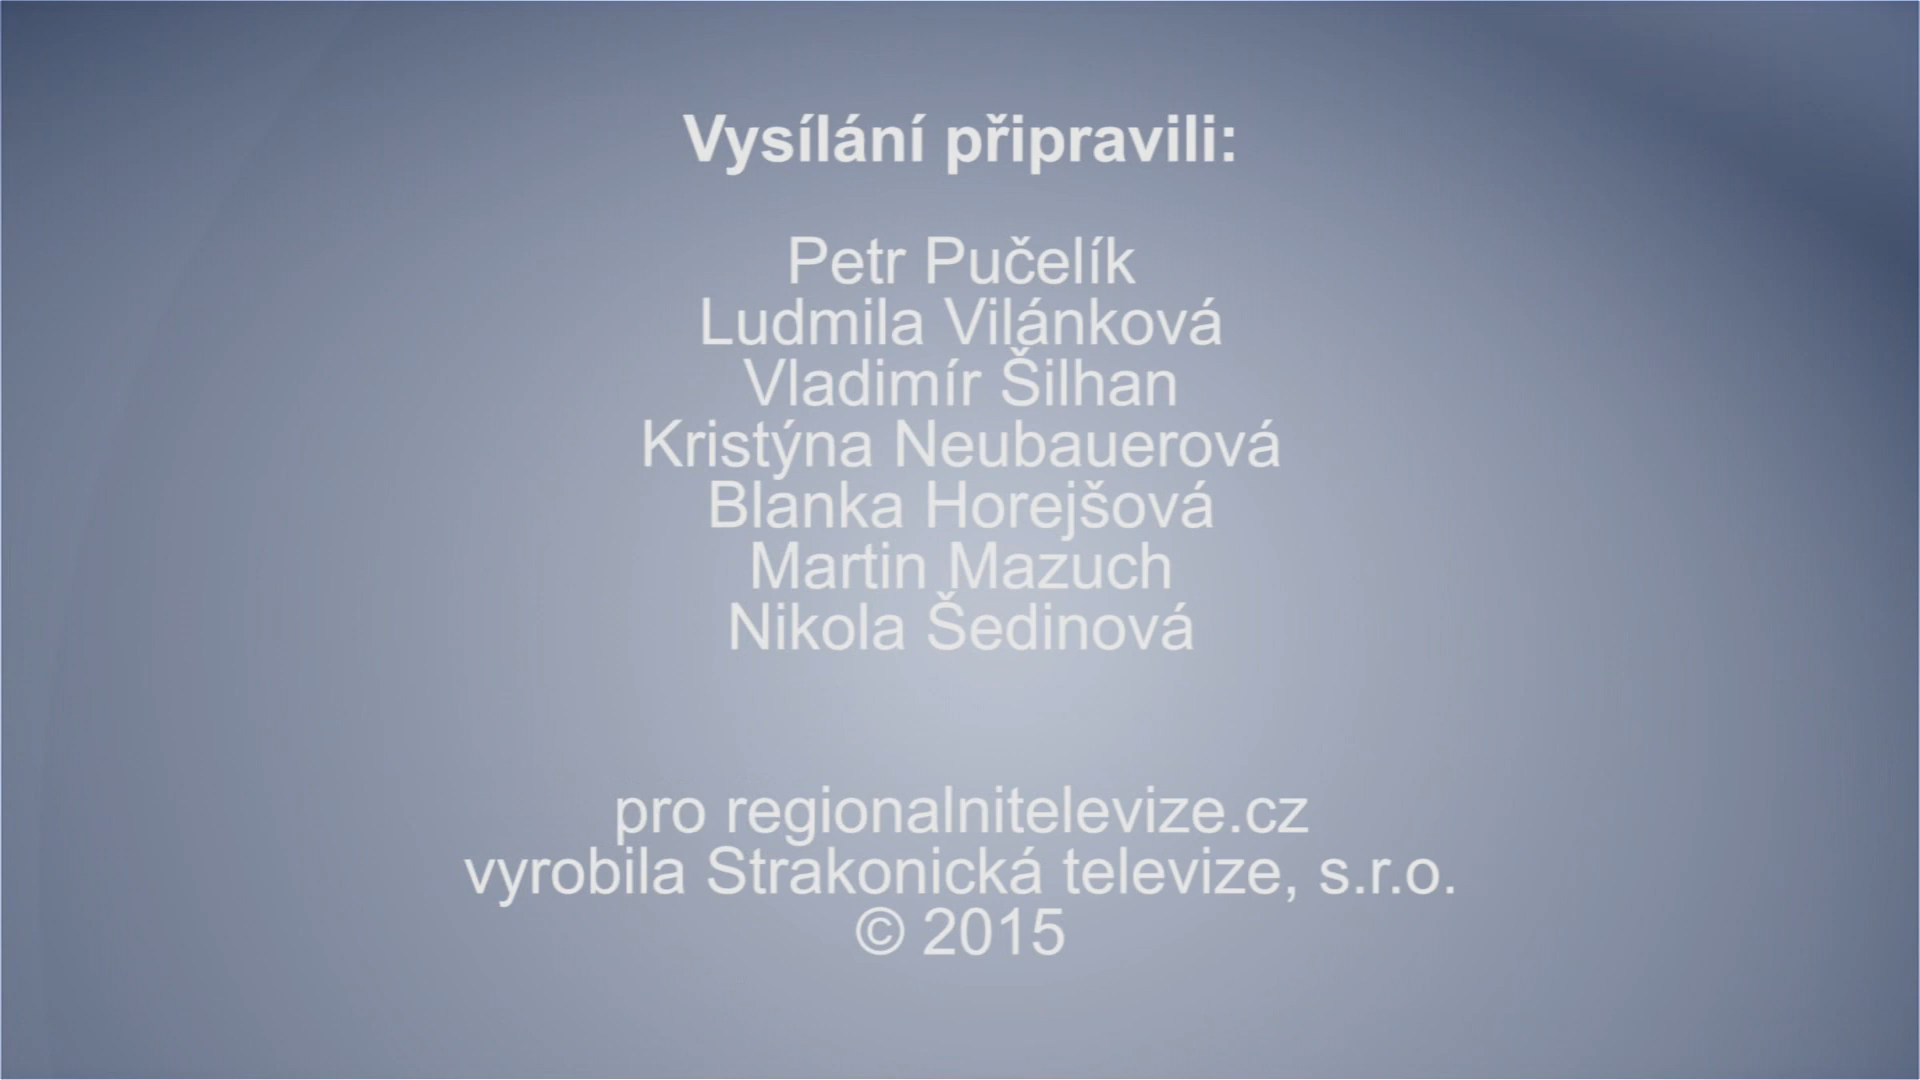 Vysílání připravili:
Petr Pučelík
Ludmila Vilánková
Vladimír Šilhan
Kristýna Neubauerová
Blanka Horejšová
Martin Mazuch
Nikola Šedinová
pro regionalnitelevize.cz
vyrobila Strakonická televize, s.r.o.
© 2015